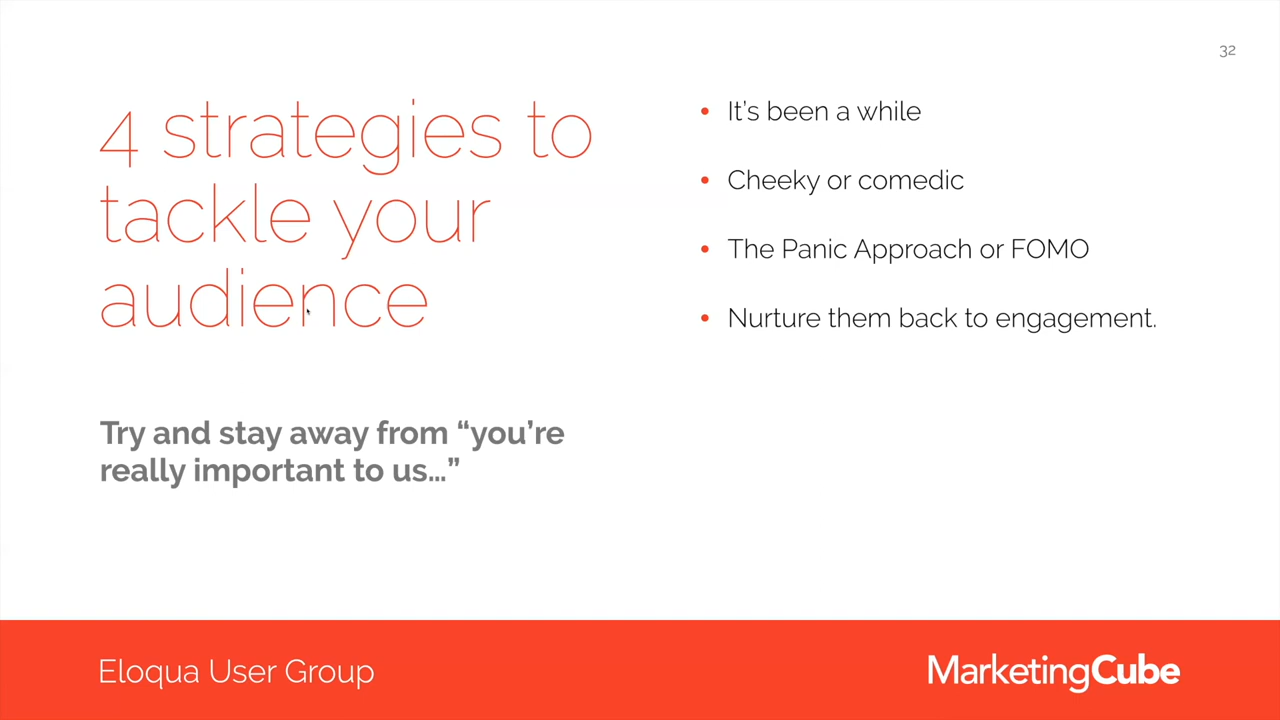 32
4 strategies to
tackle your
audience
Try and stay away from “you’re
really important to us...”
• It’s been a while
• Cheeky or comedic
• The Panic Approach or FOMO
• Nurture them back to engagement.
Eloqua User Group
MarketingCube